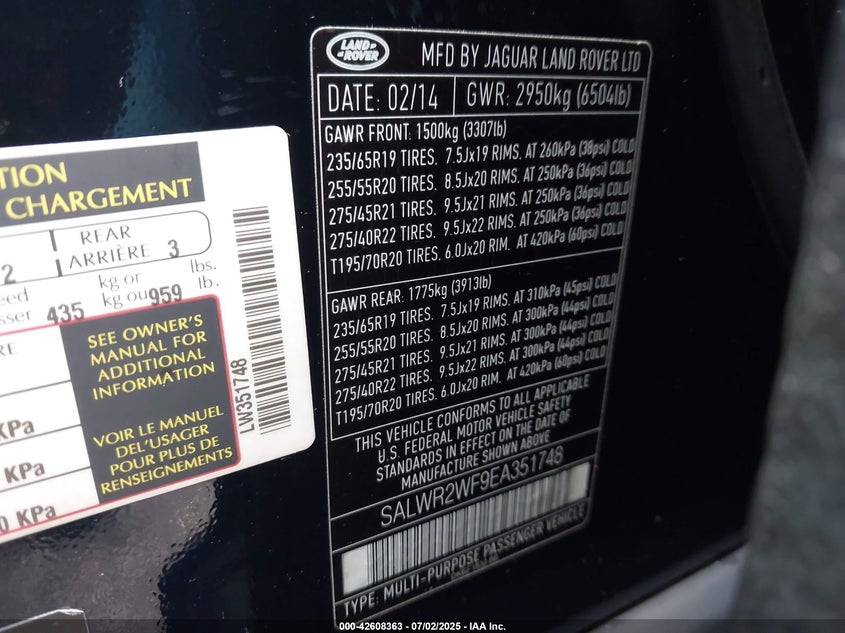 TION
CHARGEMENT
2 REAR ARRIÈRE 3
kg or lbs.
435 kg ou 959 lb.
SEE OWNER'S
MANUAL FOR
ADDITIONAL
INFORMATION
VOIR LE MANUEL
DEL'USAGER
POUR PLUS DE
RENSEIGNEMENTS
KPa
KPa
0 KPa
LW351748
LAND ROVER
MFD BY JAGUAR LAND ROVER LTD
DATE: 02/14 GWR: 2950kg (6504lb)
GAWR FRONT: 1500kg (3307lb)
235/65R19 TIRES. 7.5Jx19 RIMS. AT 260kPa (38psi) COLD
255/55R20 TIRES. 8.5Jx20 RIMS. AT 250kPa (36psi) COLD
275/45R21 TIRES. 9.5Jx21 RIMS. AT 250kPa (36psi) COLD
275/40R22 TIRES. 9.5Jx22 RIMS. AT 250kPa (36psi) COLD
T195/70R20 TIRES. 6.0Jx20 RIM. AT 420kPa (60psi) COLD
GAWR REAR: 1775kg (3913lb)
235/65R19 TIRES. 7.5Jx19 RIMS. AT 310kPa (45psi) COLD
255/55R20 TIRES. 8.5Jx20 RIMS. AT 300kPa (44psi) COLD
275/45R21 TIRES. 9.5Jx21 RIMS. AT 300kPa (44psi) COLD
275/40R22 TIRES. 9.5Jx22 RIMS. AT 300kPa (44psi) COLD
T195/70R20 TIRES. 6.0Jx20 RIM. AT 420kPa (60psi) COLD
THIS VEHICLE CONFORMS TO ALL APPLICABLE
U.S. FEDERAL MOTOR VEHICLE SAFETY
STANDARDS IN EFFECT ON THE DATE OF
MANUFACTURE SHOWN ABOVE
SALWR2WF9EA351748
TYPE: MULTI-PURPOSE PASSENGER VEHICLE
000-42608363 - 07/02/2025 - IAA Inc.